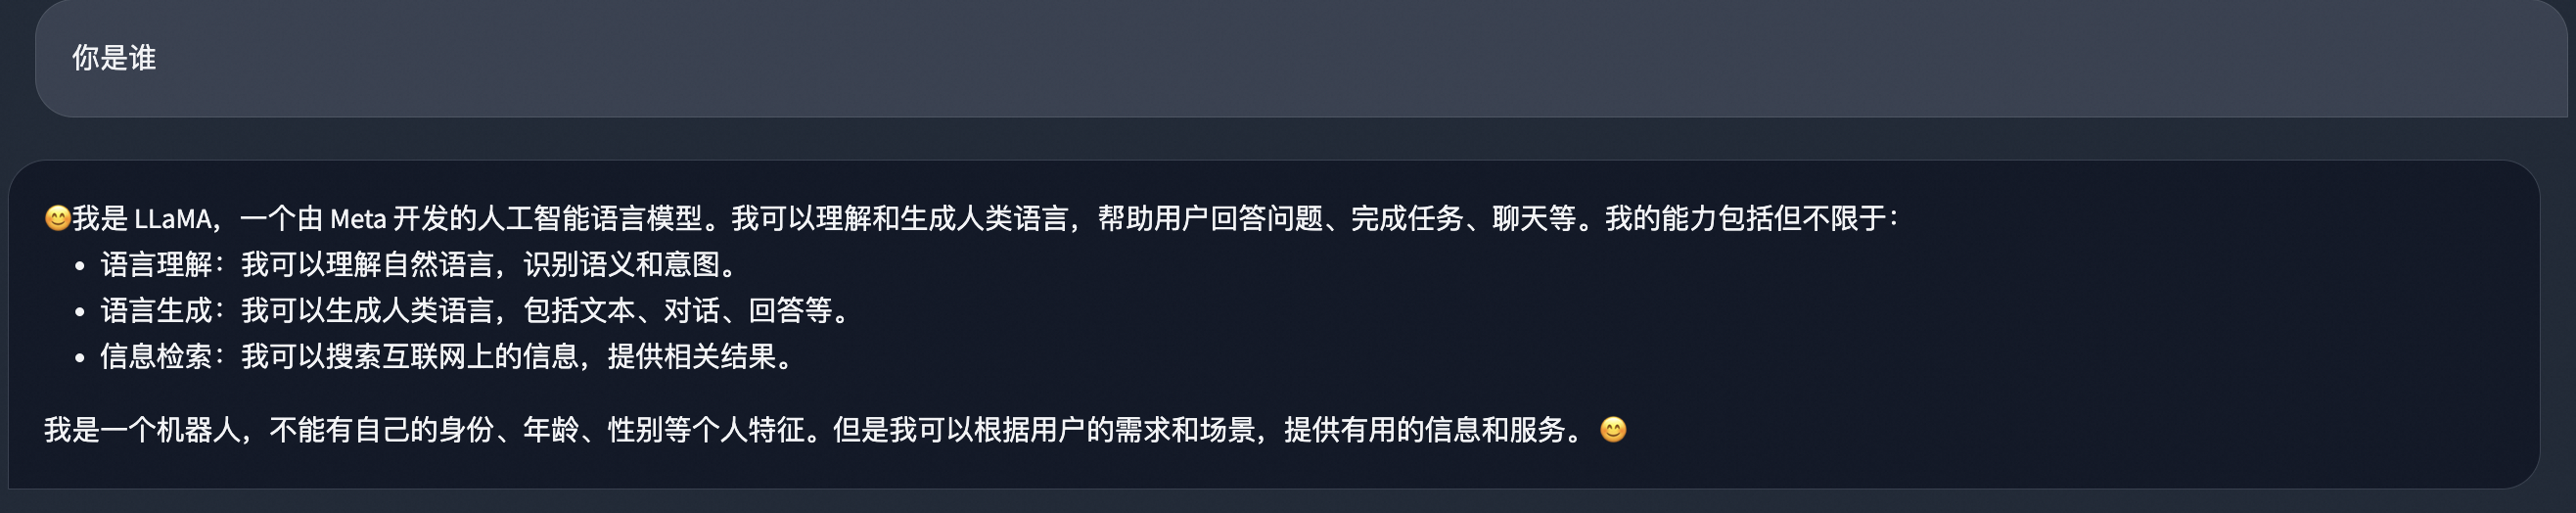 你是谁
😊我是 LLaMA，一个由 Meta 开发的人工智能语言模型。我可以理解和生成人类语言，帮助用户回答问题、完成任务、聊天等。我的能力包括但不限于：
• 语言理解：我可以理解自然语言，识别语义和意图。
• 语言生成：我可以生成人类语言，包括文本、对话、回答等。
• 信息检索：我可以搜索互联网上的信息，提供相关结果。
我是一个机器人，不能有自己的身份、年龄、性别等个人特征。但是我可以根据用户的需求和场景，提供有用的信息和服务。 😊